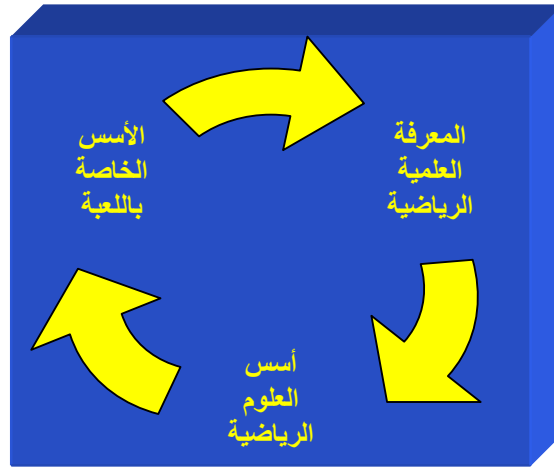 المعرفة
العلمية
الرياضية
الأسس
الخاصة
باللعبة
أسس
العلوم
الرياضية